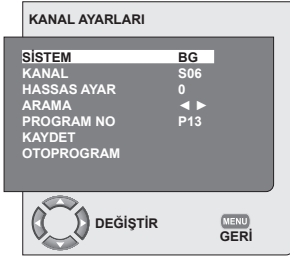 KANAL AYARLARI
SİSTEM BG
KANAL S06
HASSAS AYAR 0
ARAMA ◄ ►
PROGRAM NO P13
KAYDET
OTOPROGRAM
DEĞİŞTİR
MENU
GERİ